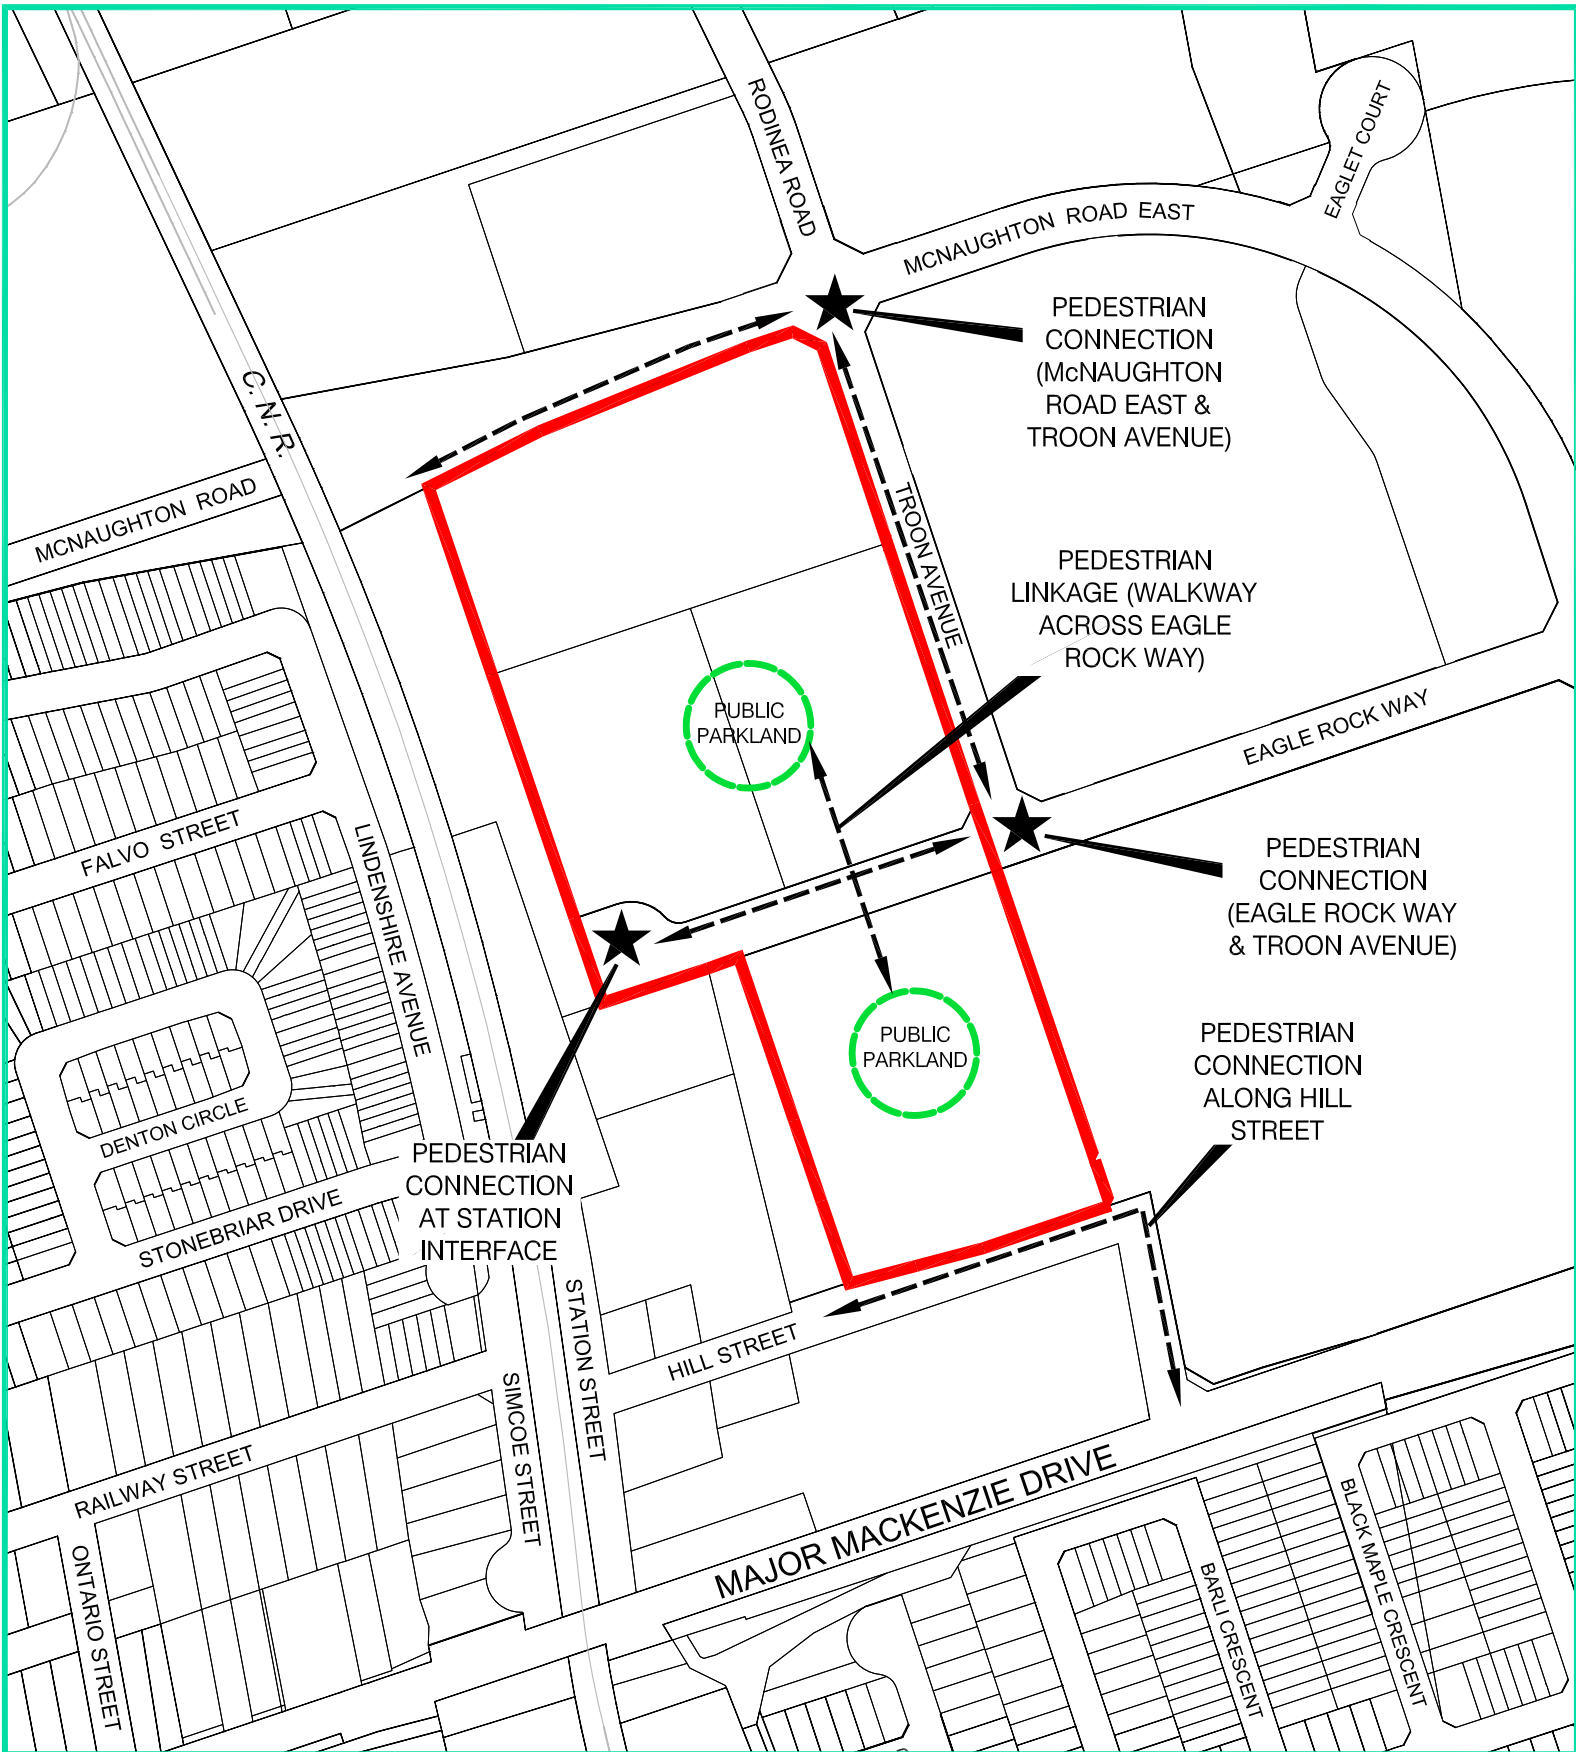 RODINEA ROAD
EAGLET COURT
MCNAUGHTON ROAD EAST
PEDESTRIAN
CONNECTION
(McNAUGHTON
ROAD EAST &
TROON AVENUE)
C. N. R.
MCNAUGHTON ROAD
TROON AVENUE
PEDESTRIAN
LINKAGE (WALKWAY
ACROSS EAGLE
ROCK WAY)
PUBLIC
PARKLAND
EAGLE ROCK WAY
FALVO STREET
LINDENSHIRE AVENUE
PEDESTRIAN
CONNECTION
(EAGLE ROCK WAY
& TROON AVENUE)
PUBLIC
PARKLAND
PEDESTRIAN
CONNECTION
ALONG HILL
STREET
DENTON CIRCLE
STONEBRIAR DRIVE
PEDESTRIAN
CONNECTION
AT STATION
INTERFACE
STATION STREET
HILL STREET
SIMCOE STREET
RAILWAY STREET
ONTARIO STREET
MAJOR MACKENZIE DRIVE
BARLI CRESCENT
BLACK MAPLE CRESCENT